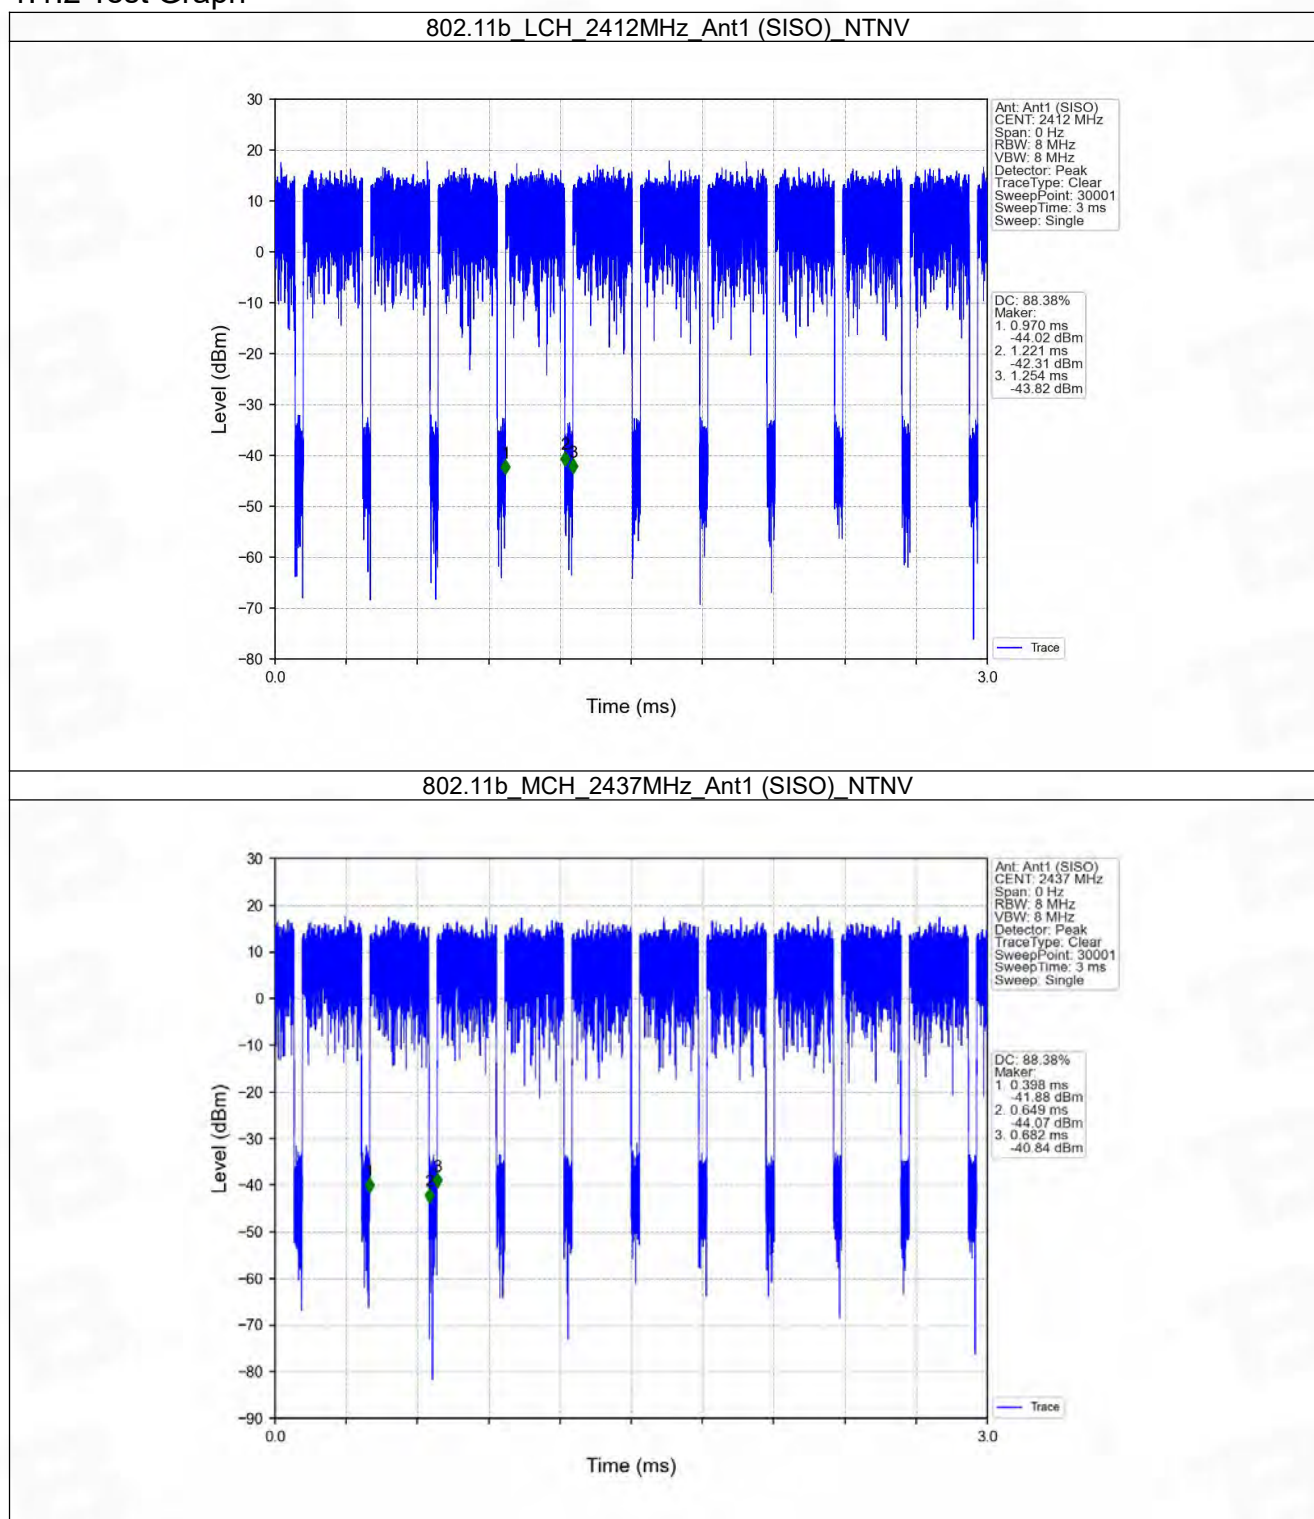 802.11b_LCH_2412MHz_Ant1 (SISO)_NTNV
30
20
10
0
−10
−20
−30
−40
−50
−60
−70
−80
Level (dBm)
0.0
3.0
Time (ms)
1
2
3
Ant: Ant1 (SISO)
CENT: 2412 MHz
Span: 0 Hz
RBW: 8 MHz
VBW: 8 MHz
Detector: Peak
TraceType: Clear
SweepPoint: 30001
SweepTime: 3 ms
Sweep: Single
DC: 88.38%
Maker:
1. 0.970 ms
-44.02 dBm
2. 1.221 ms
-42.31 dBm
3. 1.254 ms
-43.82 dBm
Trace
802.11b_MCH_2437MHz_Ant1 (SISO)_NTNV
30
20
10
0
−10
−20
−30
−40
−50
−60
−70
−80
−90
Level (dBm)
0.0
3.0
Time (ms)
1
2
3
Ant: Ant1 (SISO)
CENT: 2437 MHz
Span: 0 Hz
RBW: 8 MHz
VBW: 8 MHz
Detector: Peak
TraceType: Clear
SweepPoint: 30001
SweepTime: 3 ms
Sweep: Single
DC: 88.38%
Maker:
1. 0.398 ms
-41.88 dBm
2. 0.649 ms
-44.07 dBm
3. 0.682 ms
-40.84 dBm
Trace